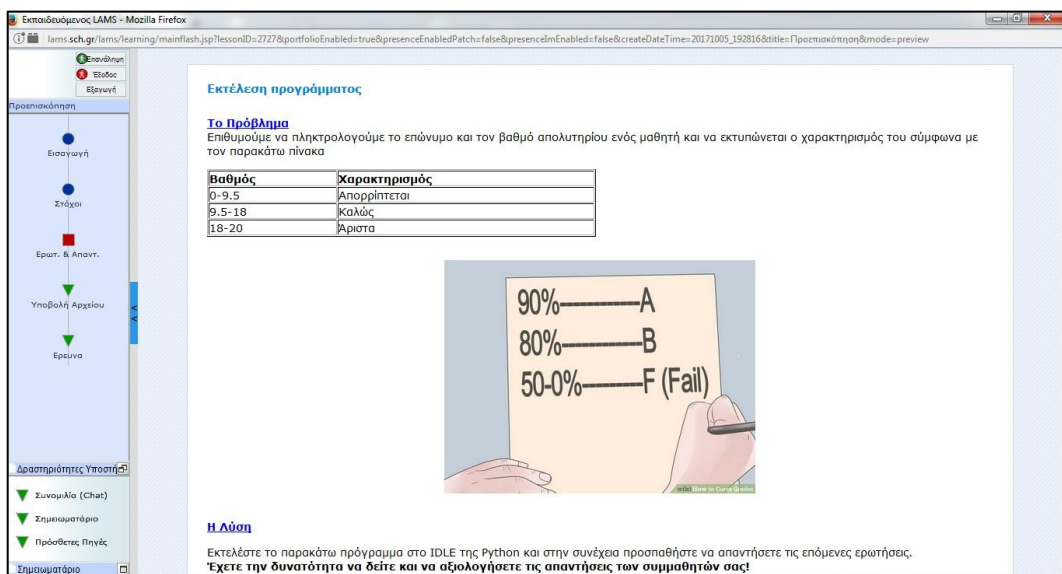 Εκπαιδευόμενος LAMS - Mozilla Firefox
lams.sch.gr/lams/learning/mainflash.jsp?lessonID=2727&portfolioEnabled=true&presenceEnabledPatch=false&presenceImEnabled=false&createDateTime=20171005_192816&title=Προεπισκόπηση&mode=preview
Επανάληψη
Έξοδος
Εξαγωγή
Προεπισκόπηση
Εισαγωγή
Στόχοι
Ερωτ. & Απαντ.
Υποβολή Αρχείου
Ερευνα
Δραστηριότητες Υποστή
Συνομιλία (Chat)
Σημειωματάριο
Πρόσθετες Πηγές
Σημειωματάριο
Εκτέλεση προγράμματος
Το Πρόβλημα
Επιθυμούμε να πληκτρολογούμε το επώνυμο και τον βαθμό απολυτηρίου ενός μαθητή και να εκτυπώνεται ο χαρακτηρισμός του σύμφωνα με
τον παρακάτω πίνακα
Βαθμός Χαρακτηρισμός
0-9.5 Απορρίπτεται
9.5-18 Καλώς
18-20 Άριστα
90%---------------A
80%---------------B
50-0%-----------F (Fail)
wikiHow to Curve Grades
Η Λύση
Εκτελέστε το παρακάτω πρόγραμμα στο IDLE της Python και στην συνέχεια προσπαθήστε να απαντήσετε τις επόμενες ερωτήσεις.
Έχετε την δυνατότητα να δείτε και να αξιολογήσετε τις απαντήσεις των συμμαθητών σας!